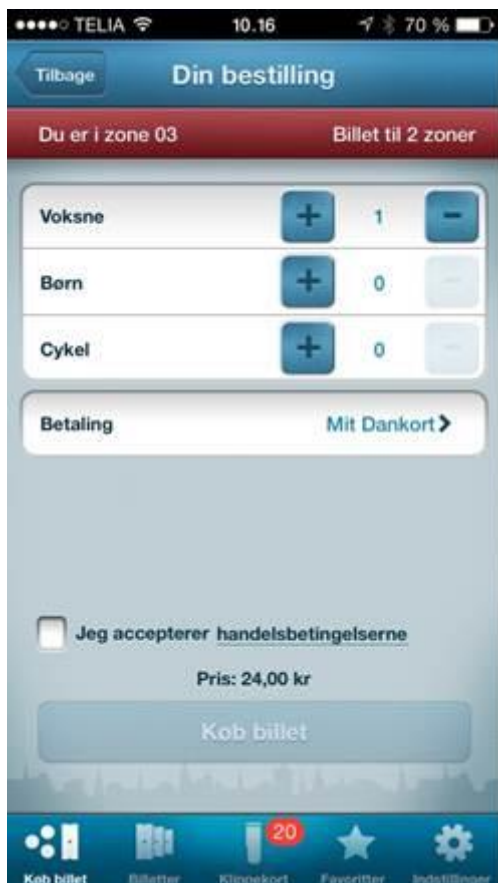 TELIA 10.16 70 %
Tilbage Din bestilling
Du er i zone 03 Billet til 2 zoner
Voksne + 1 −
Børn + 0 −
Cykel + 0 −
Betaling Mit Dankort >
Jeg accepterer handelsbetingelserne
Pris: 24,00 kr
Køb billet
20
Køb billet Billetter Klippekort Favoritter Indstillinger